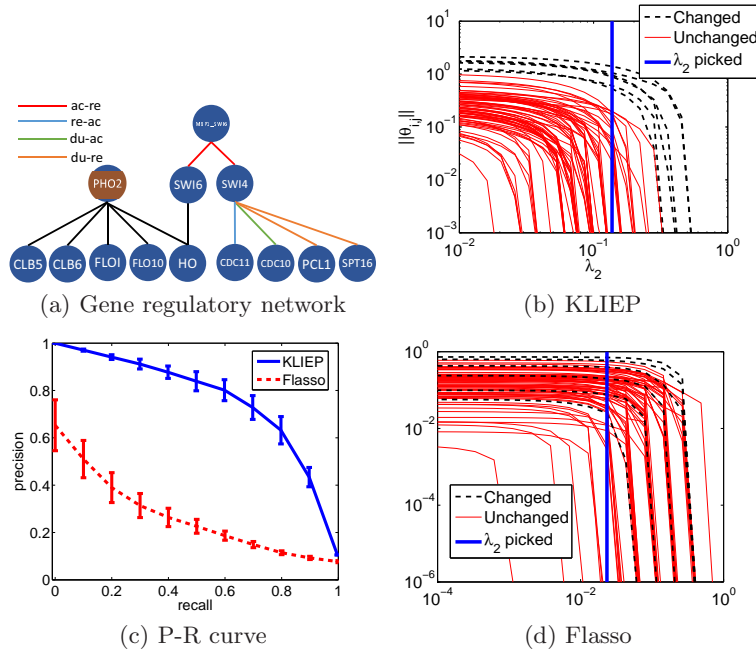 ac-re
re-ac
du-ac
du-re
PHO2
SWI6
SWI4
CLB5
CLB6
FLOI
FLO10
HO
CDC11
CDC10
PCL1
SPT16
(a) Gene regulatory network
Changed
Unchanged
λ2 picked
||θi,j||
10^1
10^0
10^-1
10^-2
10^-3
10^-2
10^-1
10^0
λ2
(b) KLIEP
KLIEP
Flasso
precision
1
0.8
0.6
0.4
0.2
0
0
0.2
0.4
0.6
0.8
1
recall
(c) P-R curve
10^0
10^-2
10^-4
10^-6
Changed
Unchanged
λ2 picked
10^-4
10^-2
10^0
(d) Flasso